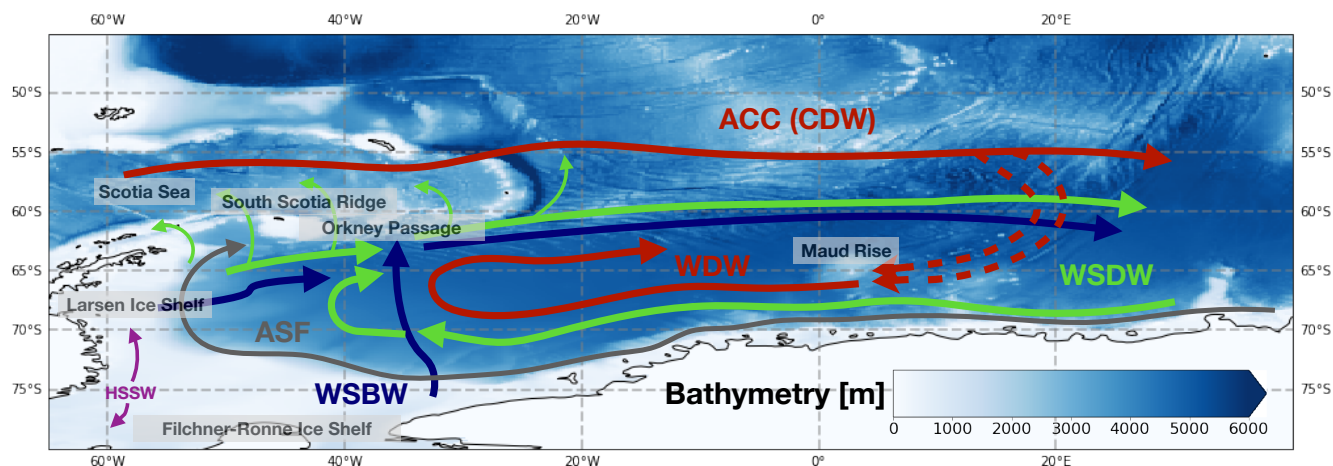 60°W 40°W 20°W 0° 20°E
50°S 50°S
ACC (CDW)
55°S 55°S
Scotia Sea
South Scotia Ridge
60°S 60°S
Orkney Passage
Maud Rise
WDW
WSDW
65°S 65°S
Larsen Ice Shelf
ASF
70°S 70°S
HSSW
WSBW
Bathymetry [m]
75°S 75°S
0 1000 2000 3000 4000 5000 6000
Filchner-Ronne Ice Shelf
60°W 40°W 20°W 0° 20°E